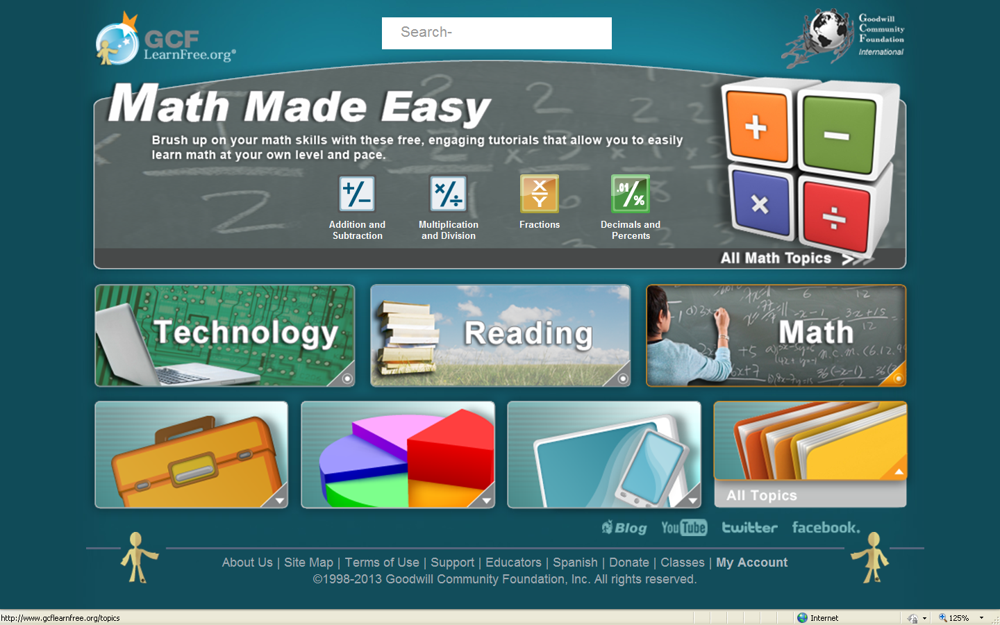 GCF
LearnFree.org®
Search-
Goodwill
Community
Foundation
International
Math Made Easy
Brush up on your math skills with these free, engaging tutorials that allow you to easily
learn math at your own level and pace.
+/−
×/÷
X
Y
.01/%
Addition and
Subtraction
Multiplication
and Division
Fractions
Decimals and
Percents
+
−
×
÷
All Math Topics
Technology
Reading
Math
All Topics
Blog
YouTube
twitter
facebook.
About Us | Site Map | Terms of Use | Support | Educators | Spanish | Donate | Classes | My Account
©1998-2013 Goodwill Community Foundation, Inc. All rights reserved.
http://www.gcflearnfree.org/topics
Internet
125%